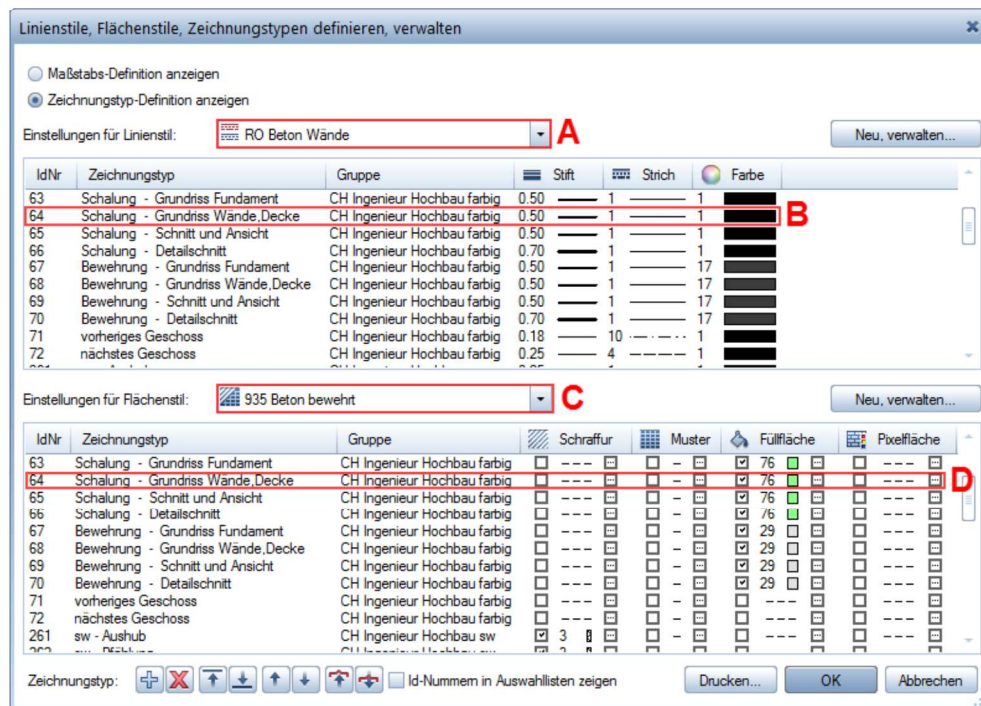 Linienstile, Flächenstile, Zeichnungstypen definieren, verwalten
Maßstabs-Definition anzeigen
Zeichnungstyp-Definition anzeigen
Einstellungen für Linienstil: RO Beton Wände A Neu, verwalten...
IdNr Zeichnungstyp Gruppe Stift Strich Farbe
63 Schalung - Grundriss Fundament CH Ingenieur Hochbau farbig 0.50 1 1
64 Schalung - Grundriss Wände,Decke CH Ingenieur Hochbau farbig 0.50 1 1 B
65 Schalung - Schnitt und Ansicht CH Ingenieur Hochbau farbig 0.50 1 1
66 Schalung - Detailschnitt CH Ingenieur Hochbau farbig 0.70 1 1
67 Bewehrung - Grundriss Fundament CH Ingenieur Hochbau farbig 0.50 1 17
68 Bewehrung - Grundriss Wände,Decke CH Ingenieur Hochbau farbig 0.50 1 17
69 Bewehrung - Schnitt und Ansicht CH Ingenieur Hochbau farbig 0.50 1 17
70 Bewehrung - Detailschnitt CH Ingenieur Hochbau farbig 0.70 1 17
71 vorheriges Geschoss CH Ingenieur Hochbau farbig 0.18 10 1
72 nächstes Geschoss CH Ingenieur Hochbau farbig 0.25 4 1
Einstellungen für Flächenstil: 935 Beton bewehrt C Neu, verwalten...
IdNr Zeichnungstyp Gruppe Schraffur Muster Füllfläche Pixelfläche
63 Schalung - Grundriss Fundament CH Ingenieur Hochbau farbig --- - 76 ---
64 Schalung - Grundriss Wände,Decke CH Ingenieur Hochbau farbig --- - 76 --- D
65 Schalung - Schnitt und Ansicht CH Ingenieur Hochbau farbig --- - 76 ---
66 Schalung - Detailschnitt CH Ingenieur Hochbau farbig --- - 76 ---
67 Bewehrung - Grundriss Fundament CH Ingenieur Hochbau farbig --- - 29 ---
68 Bewehrung - Grundriss Wände,Decke CH Ingenieur Hochbau farbig --- - 29 ---
69 Bewehrung - Schnitt und Ansicht CH Ingenieur Hochbau farbig --- - 29 ---
70 Bewehrung - Detailschnitt CH Ingenieur Hochbau farbig --- - 29 ---
71 vorheriges Geschoss CH Ingenieur Hochbau farbig --- - --- ---
72 nächstes Geschoss CH Ingenieur Hochbau farbig --- - --- ---
261 sw - Aushub CH Ingenieur Hochbau sw 3 - --- ---
Zeichnungstyp: Id-Nummern in Auswahllisten zeigen Drucken... OK Abbrechen